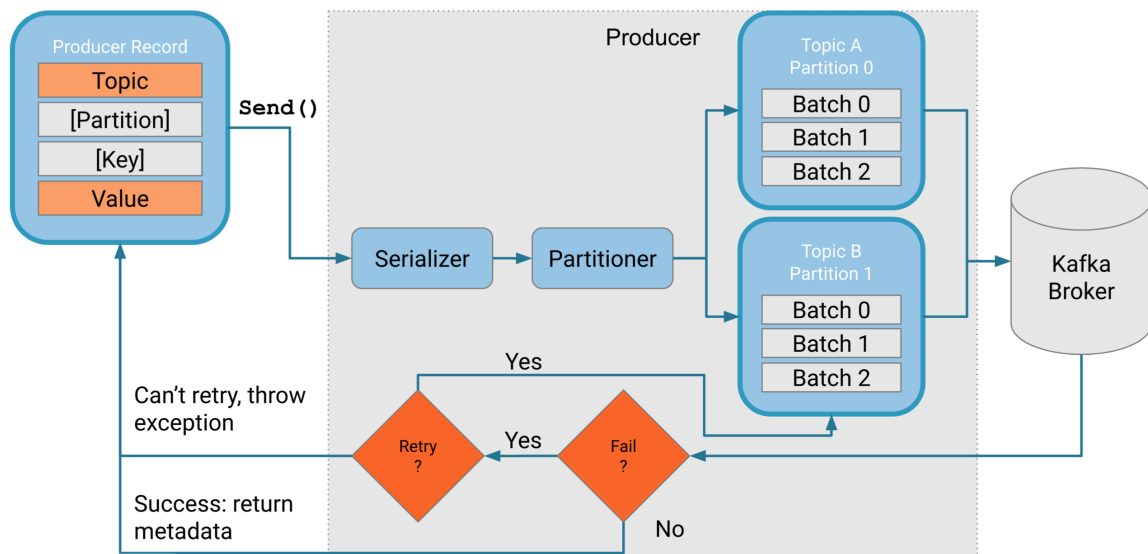 Producer Record
Topic
[Partition]
[Key]
Value
Send()
Producer
Serializer
Partitioner
Topic A
Partition 0
Batch 0
Batch 1
Batch 2
Topic B
Partition 1
Batch 0
Batch 1
Batch 2
Kafka
Broker
Yes
Can’t retry, throw
exception
Retry
?
Yes
Fail
?
Success: return
metadata
No